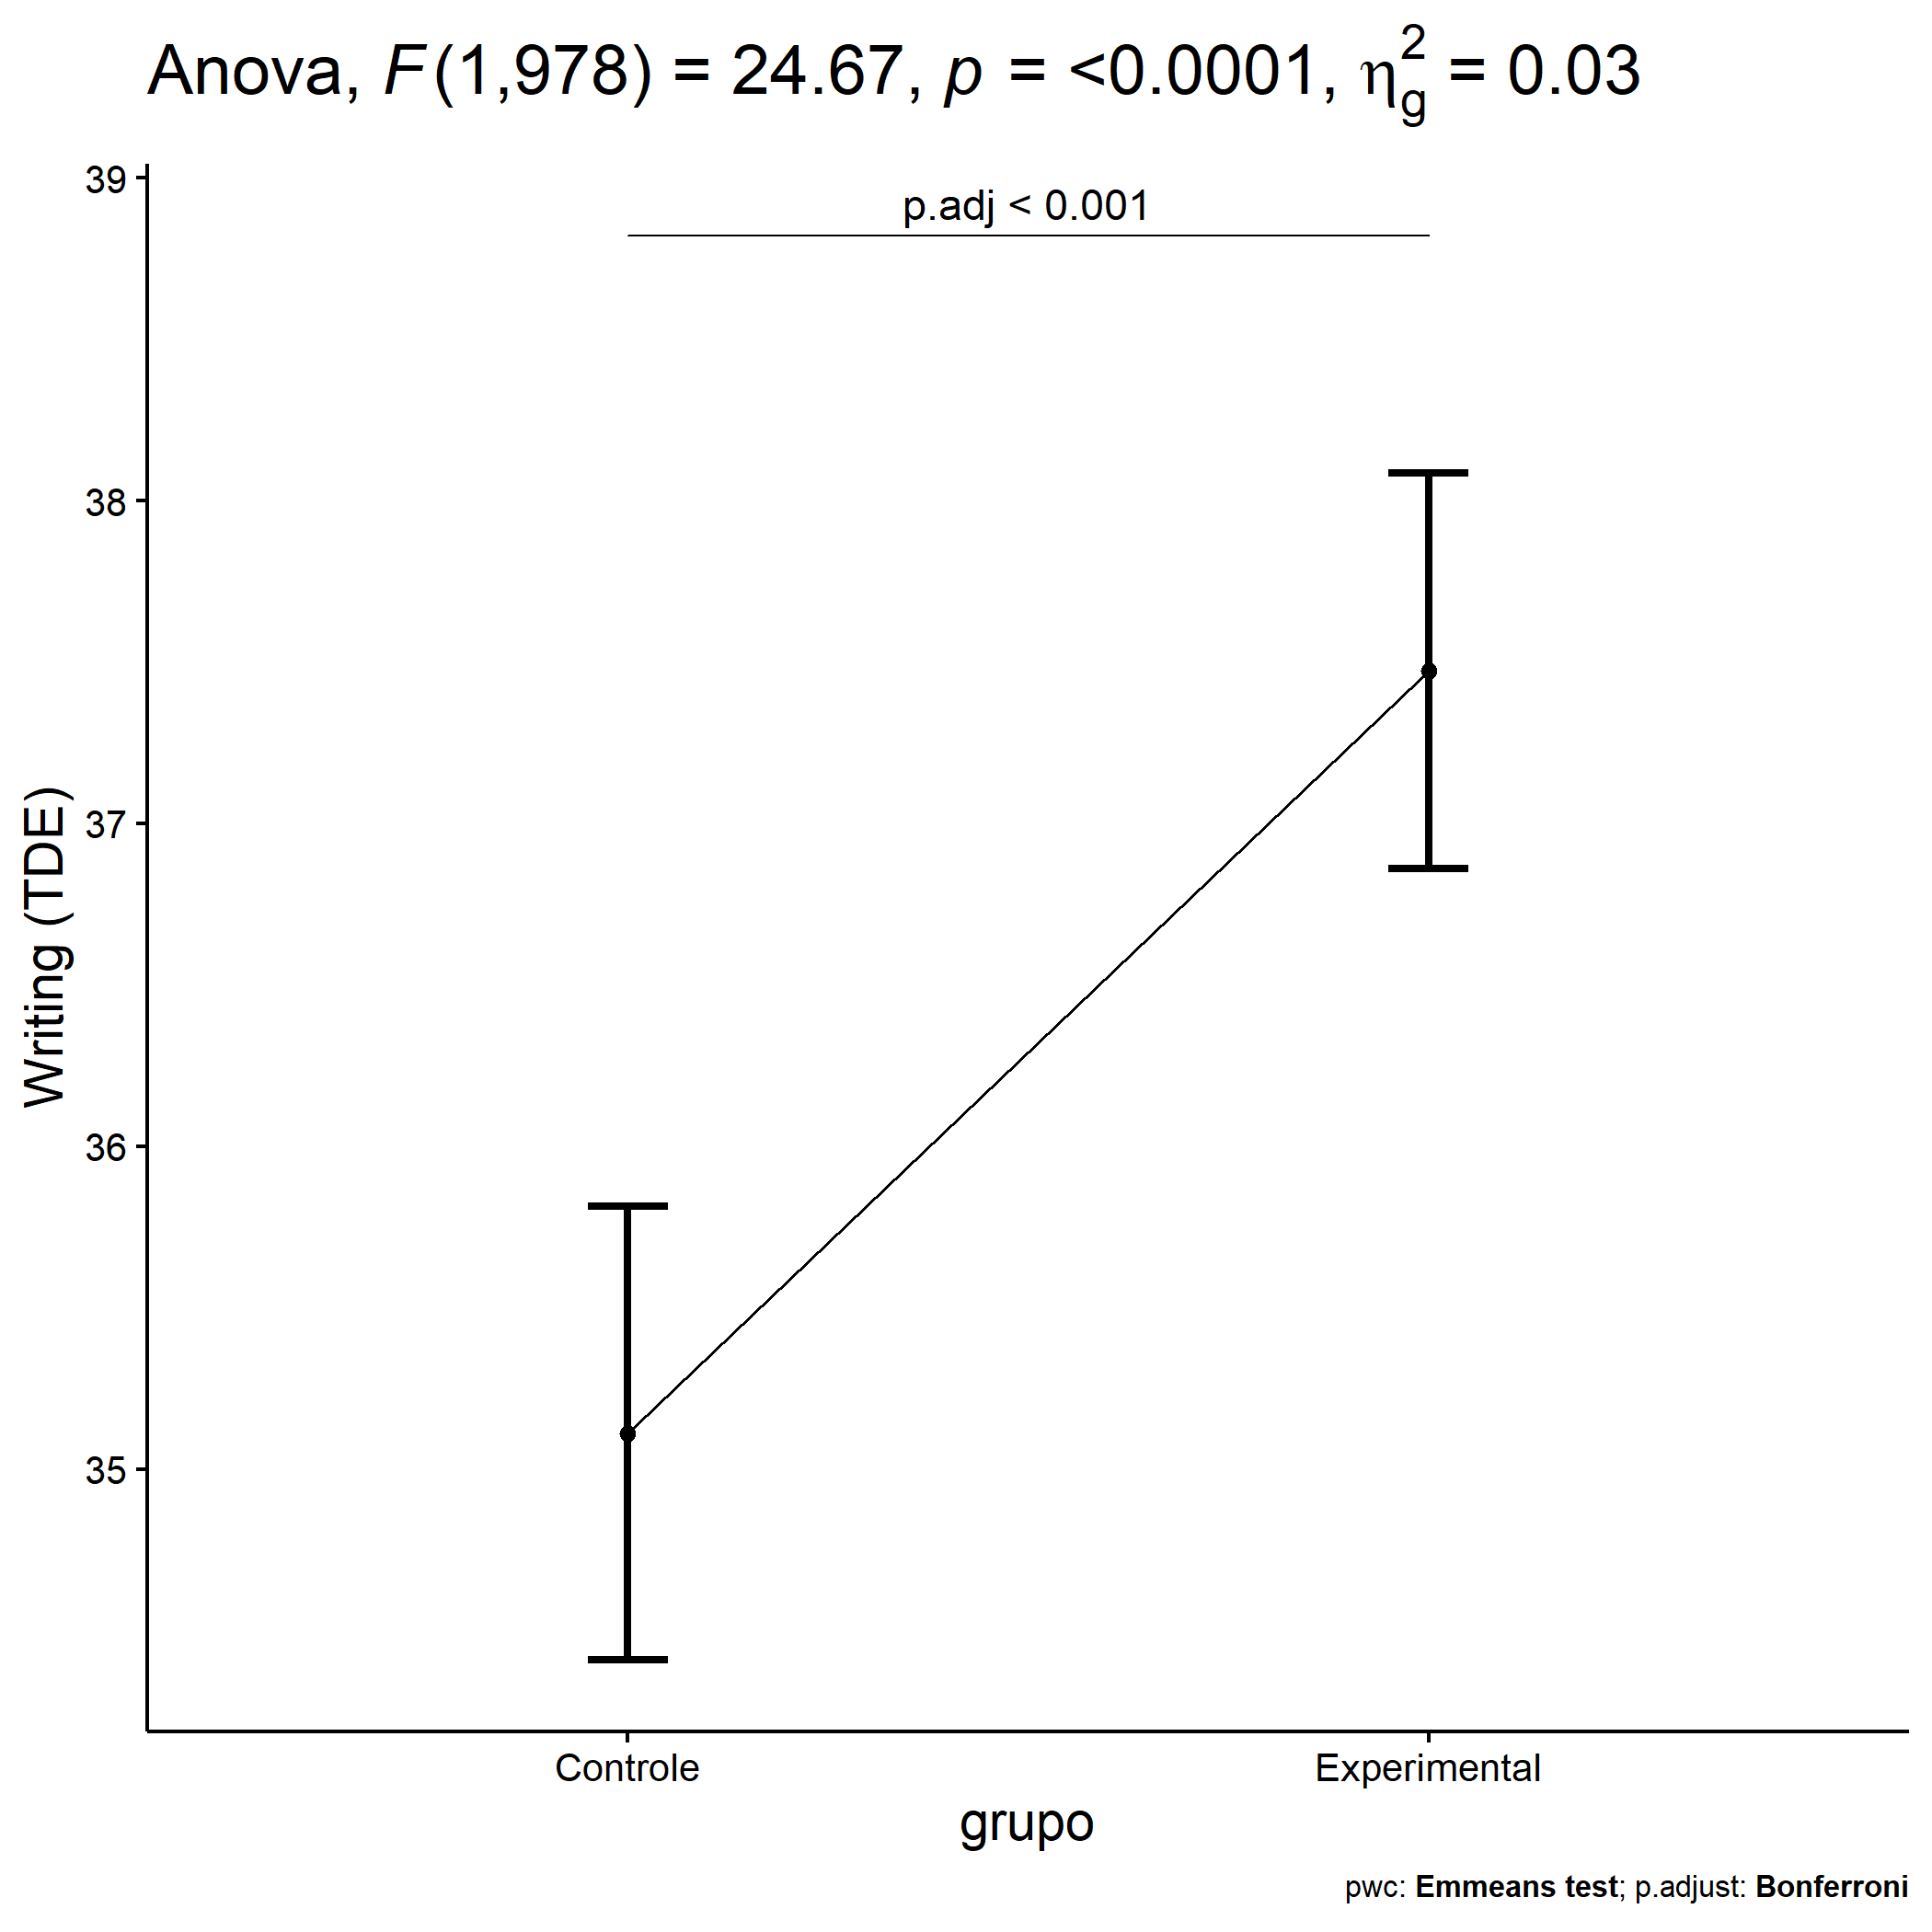 Anova, F(1,978) = 24.67, p = <0.0001, η²g = 0.03
39
p.adj < 0.001
38
37
36
35
Writing (TDE)
Controle Experimental
grupo
pwc: Emmeans test; p.adjust: Bonferroni